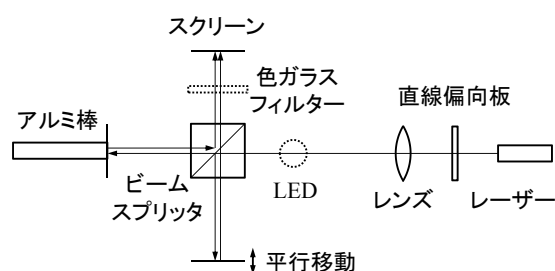 スクリーン
色ガラス
フィルター
直線偏向板
アルミ棒
ビーム
スプリッタ
LED
レンズ
レーザー
平行移動